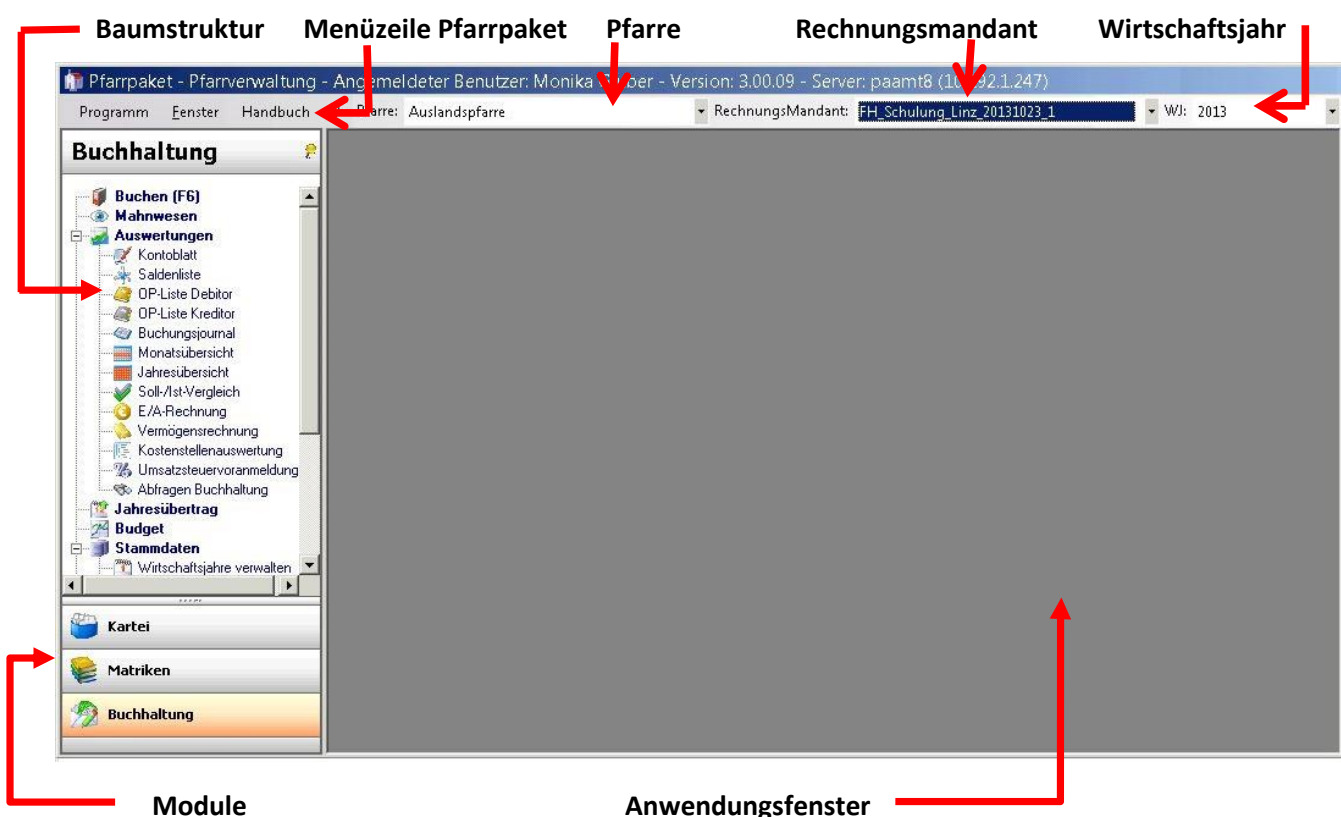 Baumstruktur Menüzeile Pfarrpaket Pfarre Rechnungsmandant Wirtschaftsjahr
Pfarrpaket - Pfarrverwaltung - Angemeldeter Benutzer: Monika - Version: 3.00.09 - Server: paamt8
Programm Fenster Handbuch Auslandspfarre RechnungsMandant: FH_Schulung_Linz_20131023_1 WJ: 2013
Buchhaltung
Buchen (F6)
Mahnwesen
Auswertungen
Kontoblatt
Saldenliste
OP-Liste Debitor
OP-Liste Kreditor
Buchungsjournal
Monatsübersicht
Jahresübersicht
Soll-/Ist-Vergleich
E/A-Rechnung
Vermögensrechnung
Kostenstellenauswertung
Umsatzsteuervoranmeldung
Abfragen Buchhaltung
Jahresübertrag
Budget
Stammdaten
Wirtschaftsjahre verwalten
Kartei
Matriken
Buchhaltung
Module Anwendungsfenster